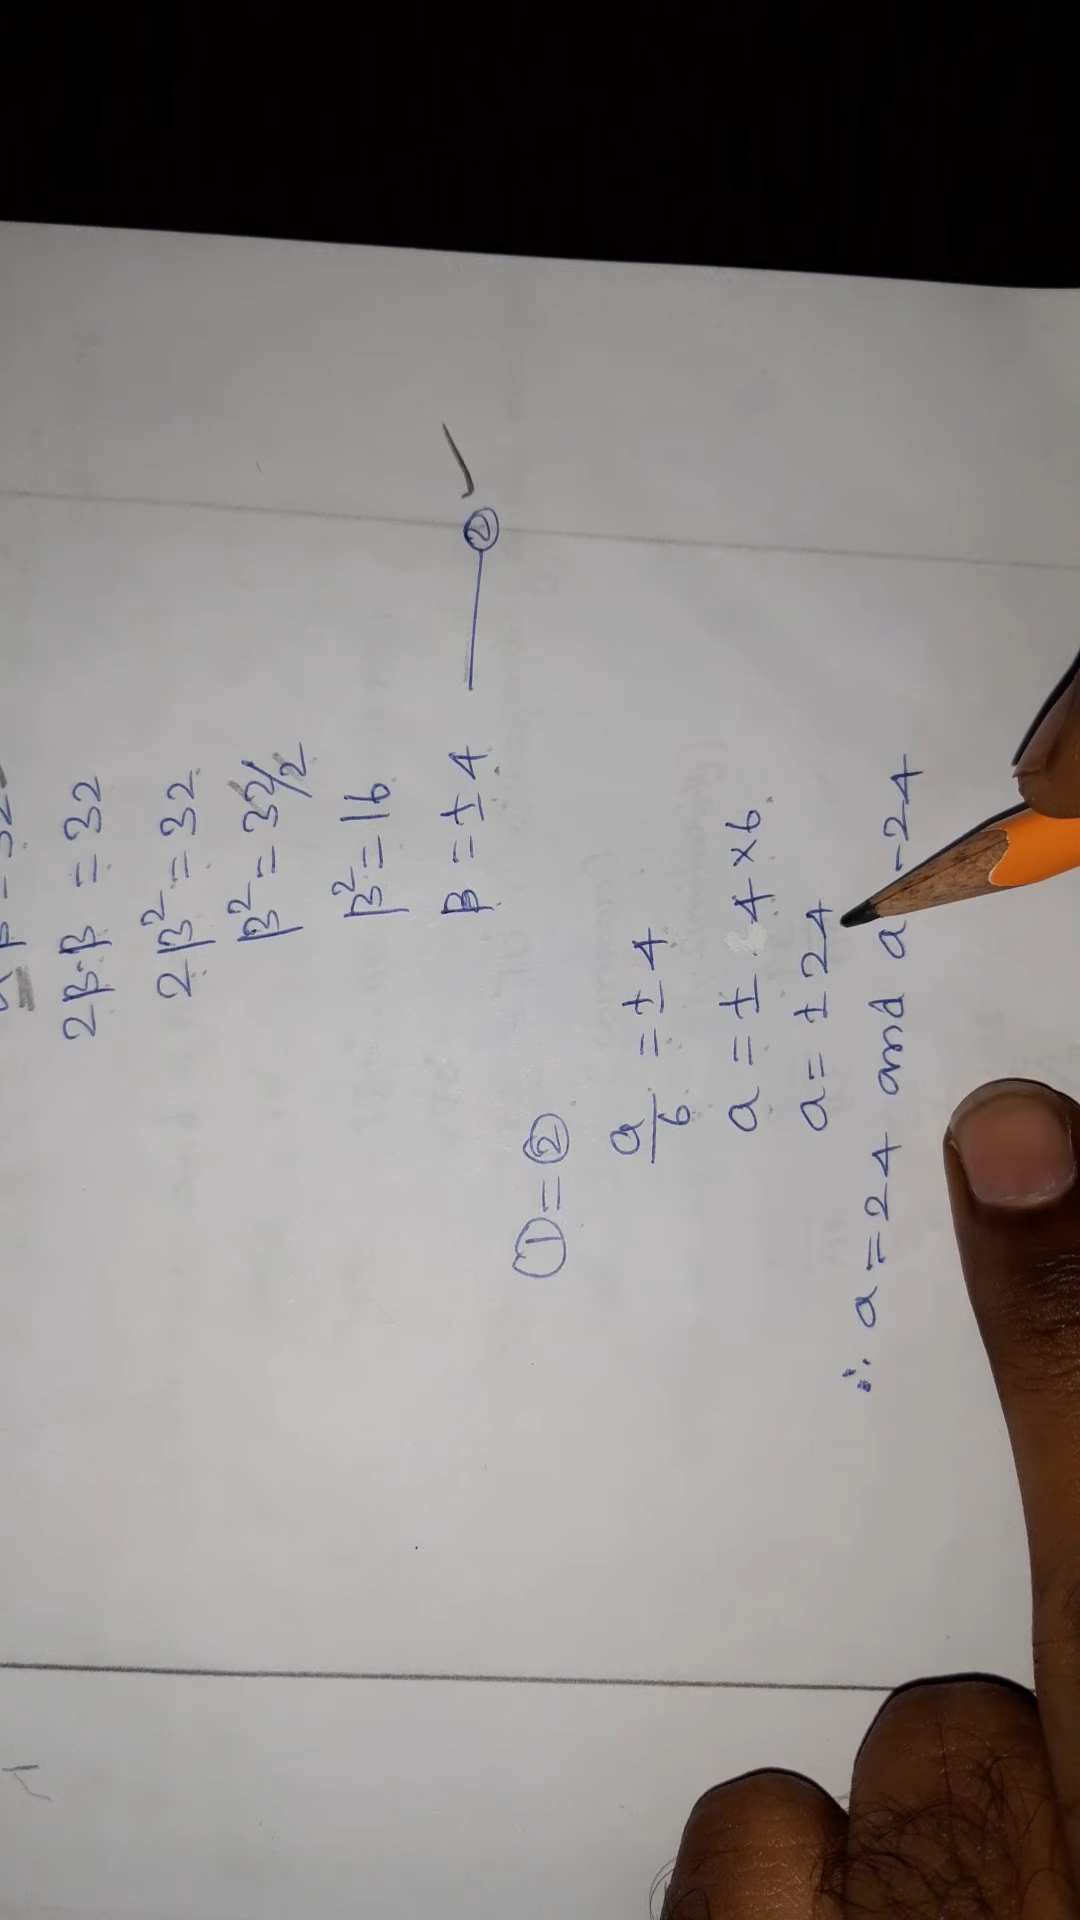 2β.β = 32
2β² = 32
β² = 32/2
β² = 16
β = ± 4 ②
① = ②
a/6 = ± 4
a = ± 4 × 6
a = ± 24
∴ a = 24 and a -24